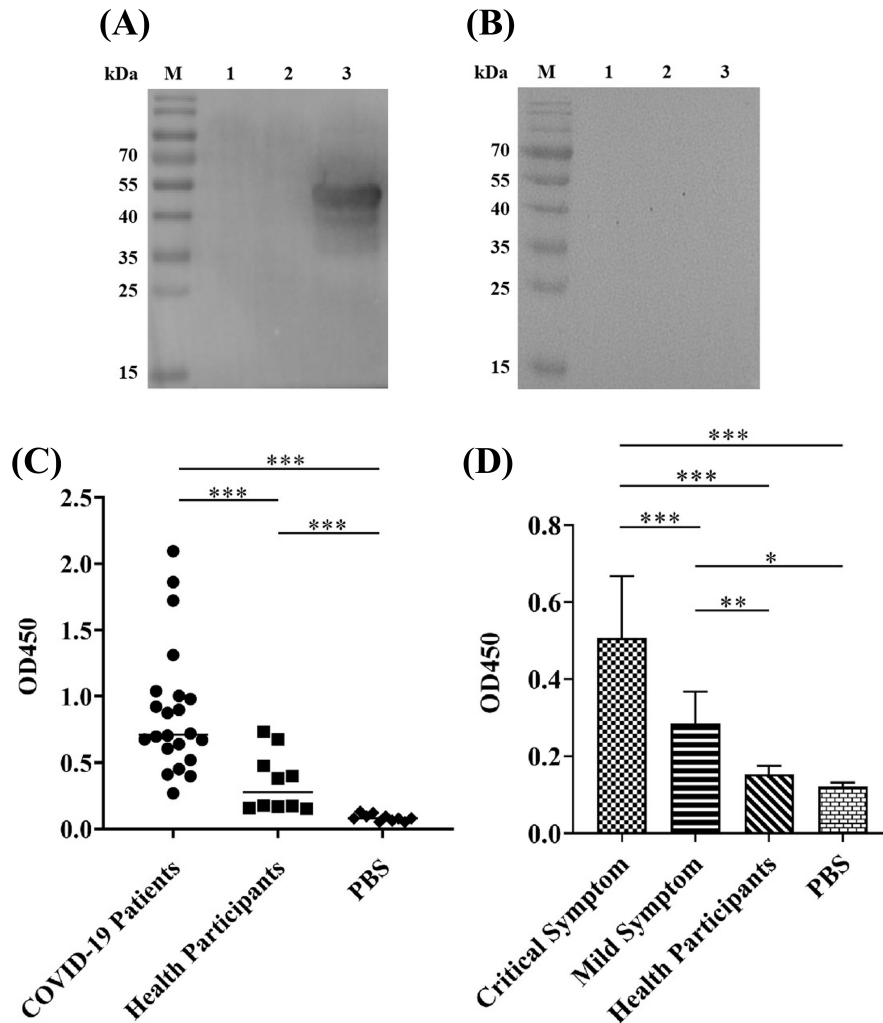 (A)
kDa M 1 2 3
70
55
40
35
25
15
(B)
kDa M 1 2 3
70
55
40
35
25
15
(C)
***
***
***
2.5
2.0
1.5
1.0
0.5
0.0
OD450
COVID-19 Patients
Health Participants
PBS
(D)
***
***
***
*
**
0.8
0.6
0.4
0.2
0.0
OD450
Critical Symptom
Mild Symptom
Health Participants
PBS